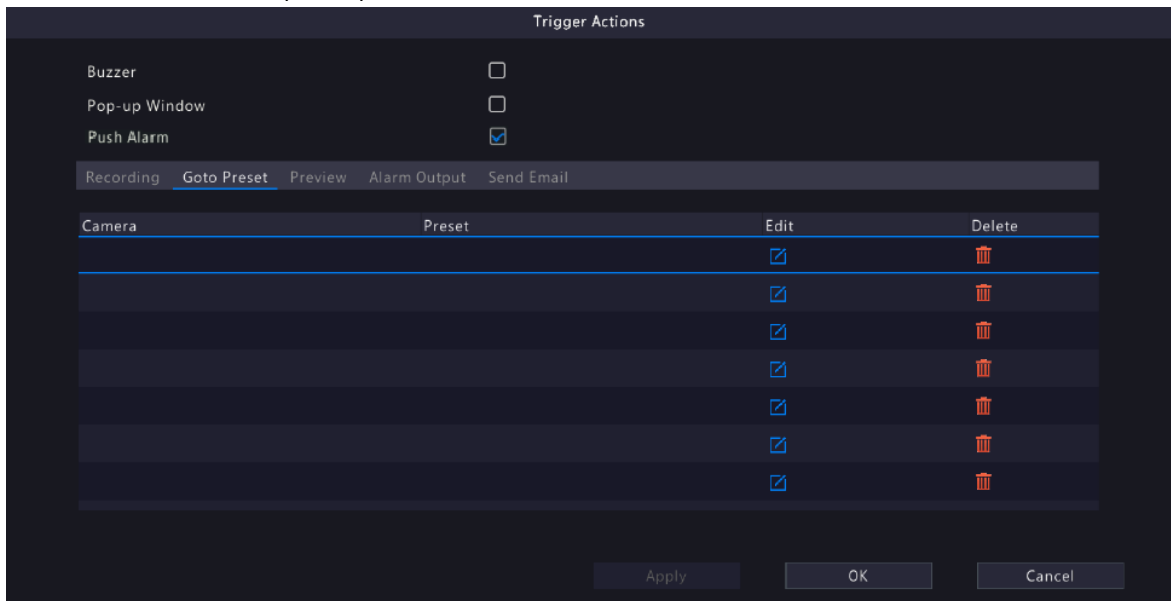 Trigger Actions
Buzzer
Pop-up Window
Push Alarm
Recording Goto Preset Preview Alarm Output Send Email
Camera Preset Edit Delete
Apply OK Cancel